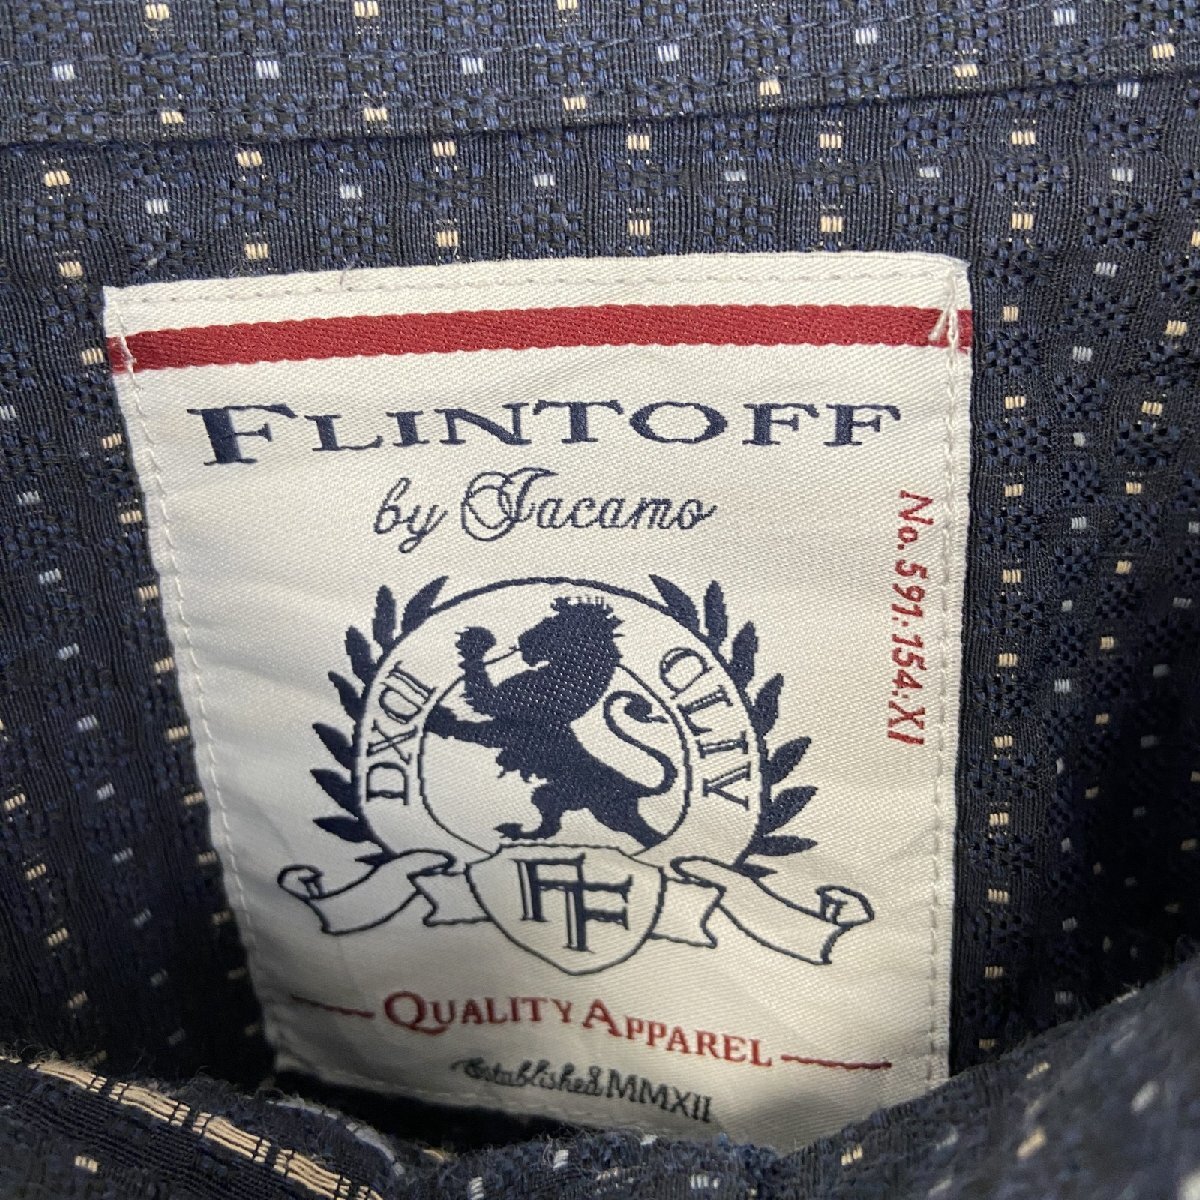 FLINTOFF
by Jacamo
No. 591:154:XI
DXCI CLIV
FF
QUALITY APPAREL
Established MMXII